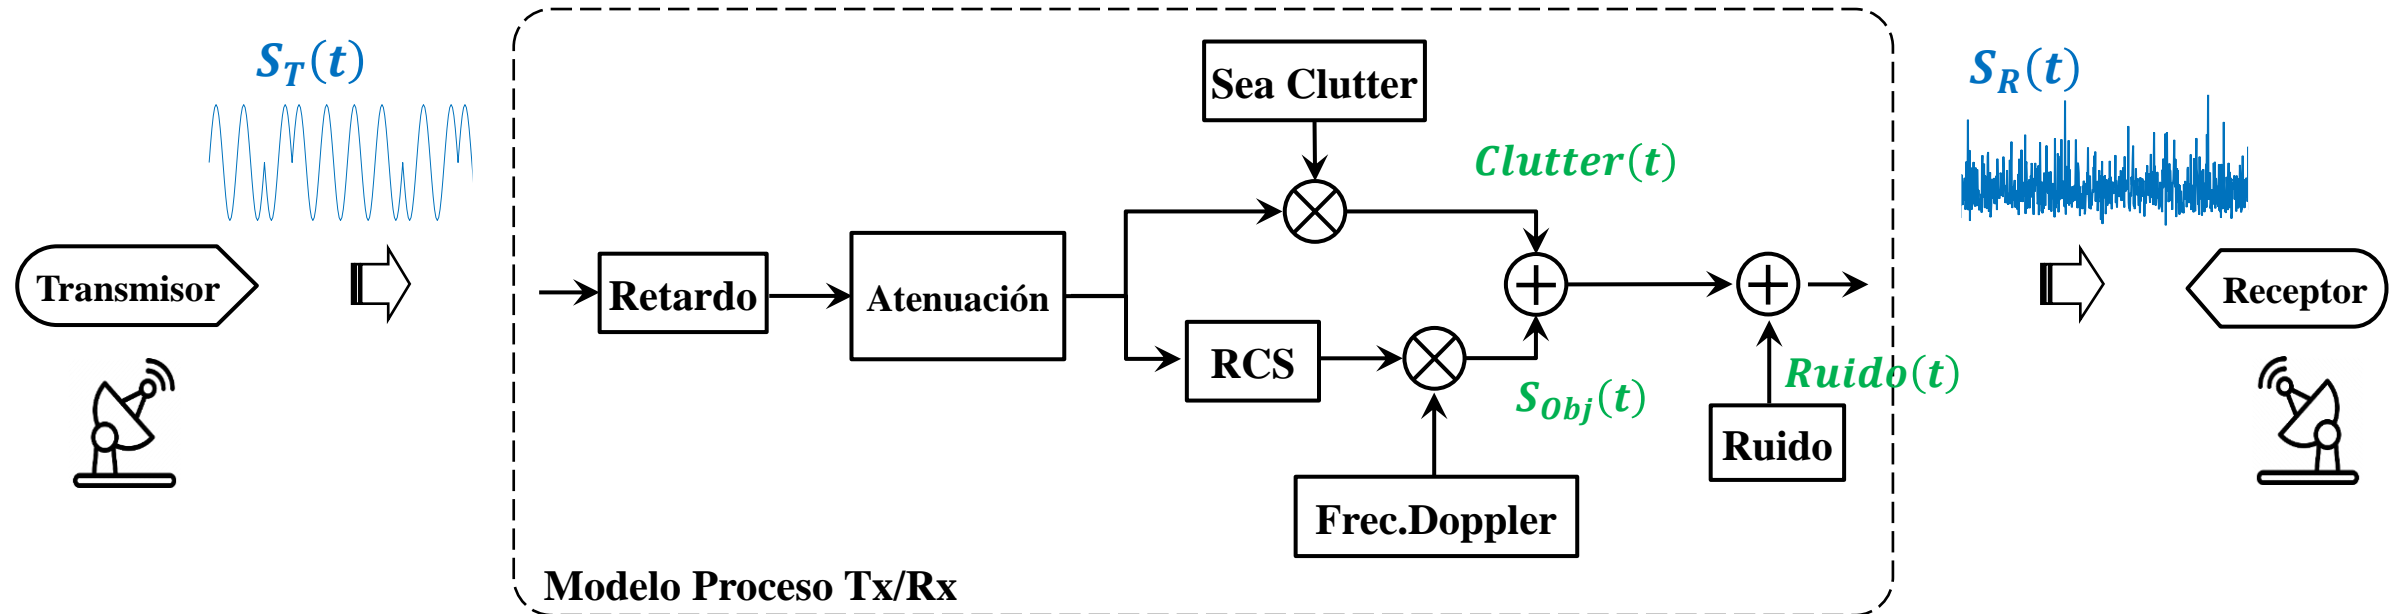 S_T(t)
Sea Clutter
S_R(t)
Clutter(t)
Transmisor
Retardo
Atenuación
Receptor
RCS
S_Obj(t)
Ruido(t)
Ruido
Frec.Doppler
Modelo Proceso Tx/Rx